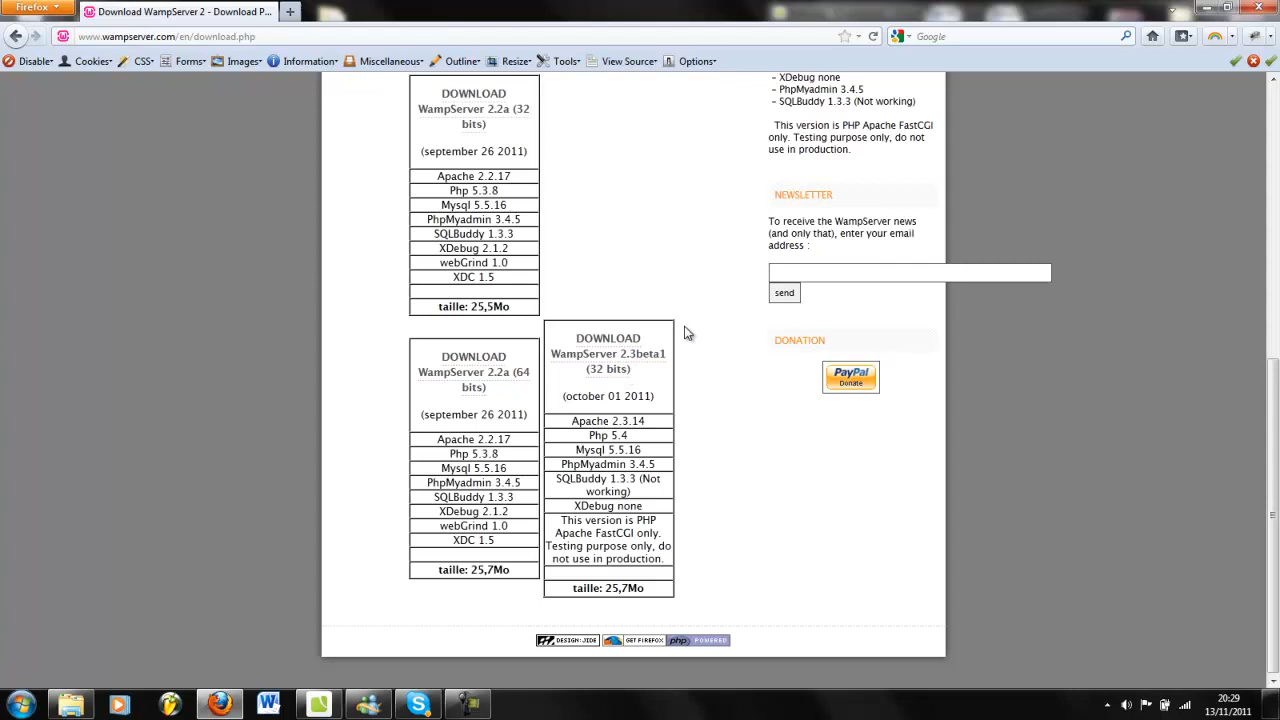 Firefox
Download WampServer 2 - Download P...
www.wampserver.com/en/download.php
Google
Disable
Cookies
CSS
Forms
Images
Information
Miscellaneous
Outline
Resize
Tools
View Source
Options
DOWNLOAD
WampServer 2.2a (32
bits)
(september 26 2011)
Apache 2.2.17
Php 5.3.8
Mysql 5.5.16
PhpMyadmin 3.4.5
SQLBuddy 1.3.3
XDebug 2.1.2
webGrind 1.0
XDC 1.5
taille: 25,5Mo
DOWNLOAD
WampServer 2.2a (64
bits)
(september 26 2011)
Apache 2.2.17
Php 5.3.8
Mysql 5.5.16
PhpMyadmin 3.4.5
SQLBuddy 1.3.3
XDebug 2.1.2
webGrind 1.0
XDC 1.5
taille: 25,7Mo
DOWNLOAD
WampServer 2.3beta1
(32 bits)
(october 01 2011)
Apache 2.3.14
Php 5.4
Mysql 5.5.16
PhpMyadmin 3.4.5
SQLBuddy 1.3.3 (Not
working)
XDebug none
This version is PHP
Apache FastCGI only.
Testing purpose only, do
not use in production.
taille: 25,7Mo
- XDebug none
- PhpMyadmin 3.4.5
- SQLBuddy 1.3.3 (Not working)
This version is PHP Apache FastCGI
only. Testing purpose only, do not
use in production.
NEWSLETTER
To receive the WampServer news
(and only that), enter your email
address :
send
DONATION
PayPal
Donate
DESIGN:JIDE
GET FIREFOX
php POWERED
20:29
13/11/2011